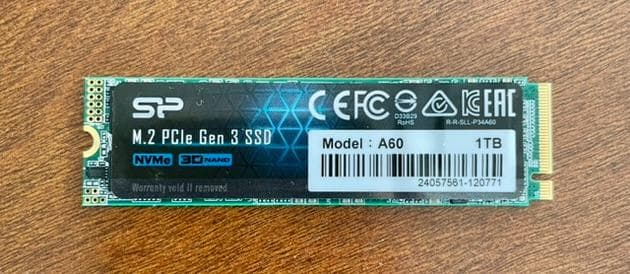 SP
M.2 PCIe Gen 3 SSD
NVMe 3D NAND
Warranty void if removed
CE FC EAC
D33B29
RoHS
R-R-SLL-P34A60
Model : A60 1TB
24057561-120771